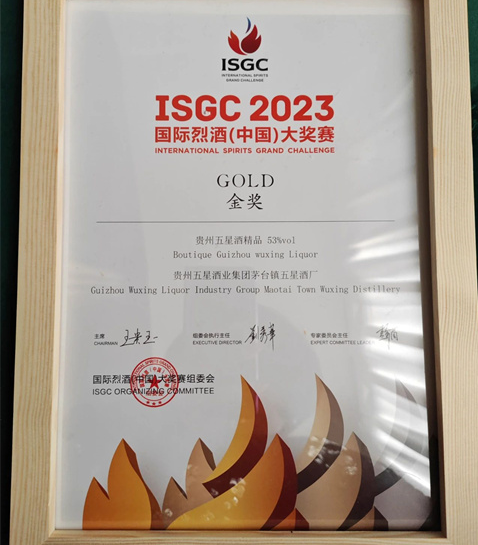 ISGC
INTERNATIONAL SPIRITS
GRAND CHALLENGE
ISGC 2023
国际烈酒(中国)大奖赛
INTERNATIONAL SPIRITS GRAND CHALLENGE
GOLD
金奖
贵州五星酒精品 53%vol
Boutique Guizhou wuxing Liquor
贵州五星酒业集团茅台镇五星酒厂
Guizhou Wuxing Liquor Industry Group Maotai Town Wuxing Distillery
主席
CHAIRMAN
组委会执行主任
EXECUTIVE DIRECTOR
专家委员会主任
EXPERT COMMITTEE LEADER
国际烈酒(中国)大奖赛组委会
ISGC ORGANIZING COMMITTEE